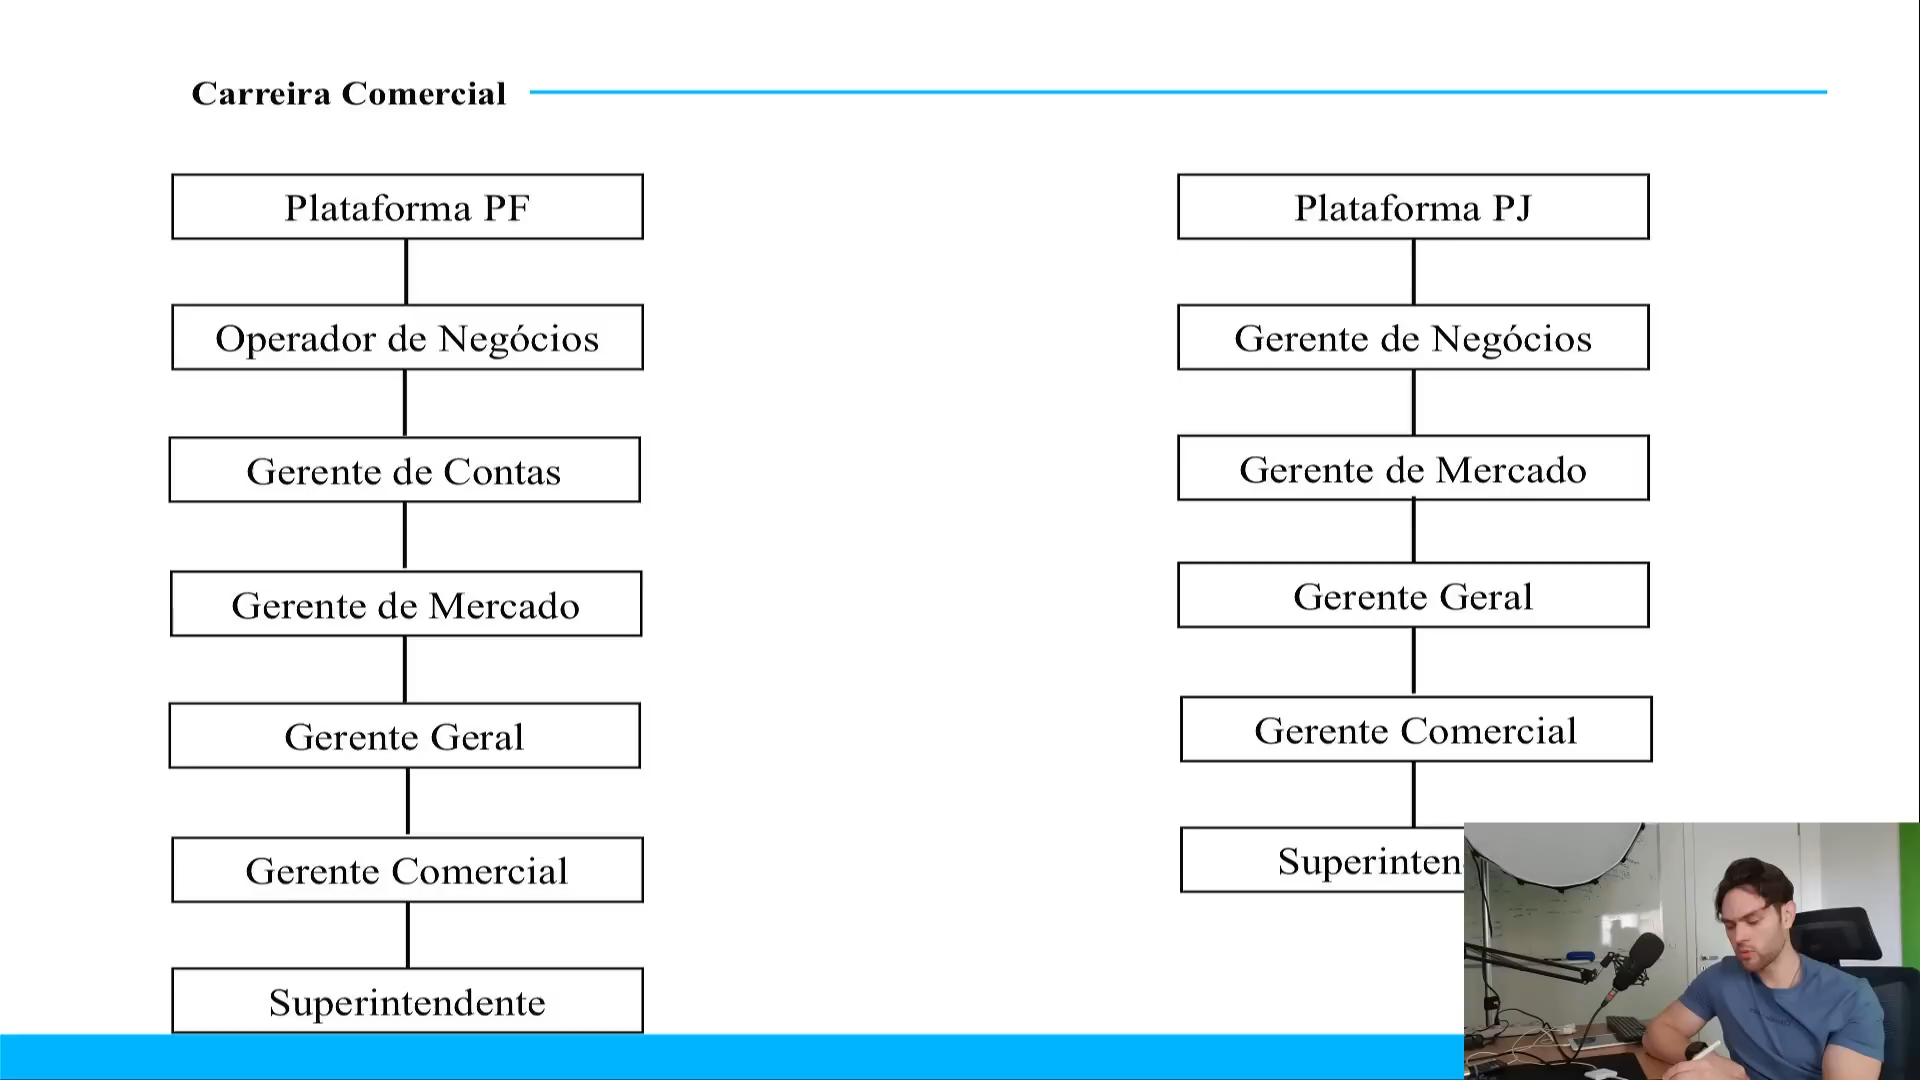 Carreira Comercial
Plataforma PF
Operador de Negócios
Gerente de Contas
Gerente de Mercado
Gerente Geral
Gerente Comercial
Superintendente
Plataforma PJ
Gerente de Negócios
Gerente de Mercado
Gerente Geral
Gerente Comercial
Superinten